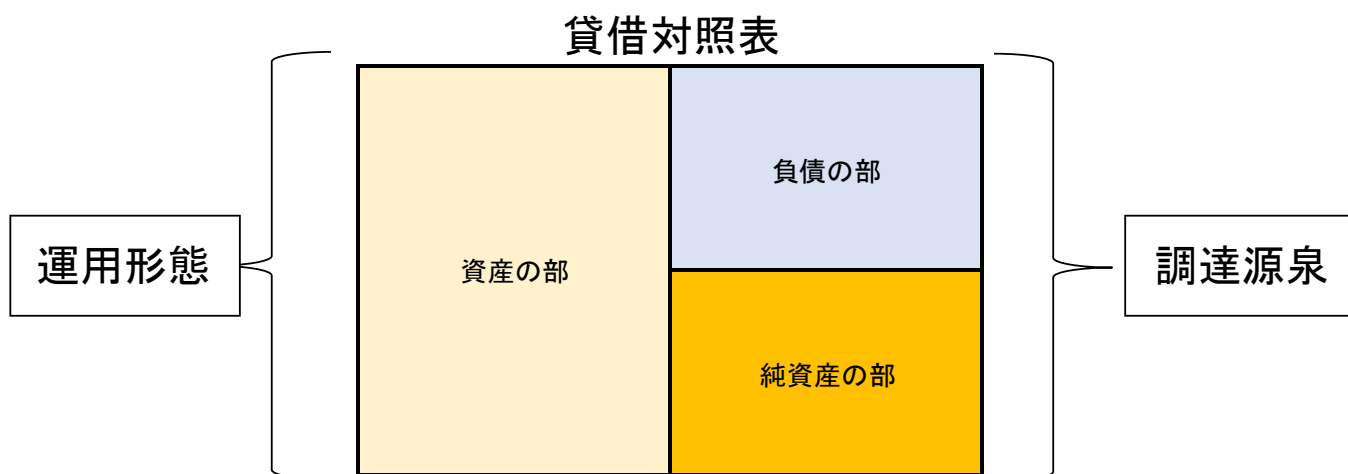 貸借対照表
運用形態
資産の部
負債の部
純資産の部
調達源泉